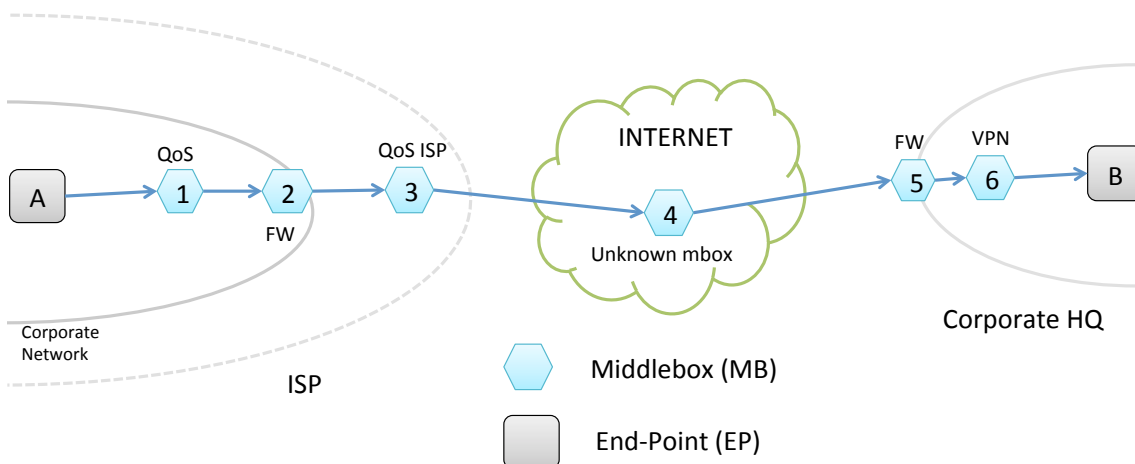 INTERNET
QoS
QoS ISP
FW
VPN
A
1
2
3
4
5
6
B
FW
Unknown mbox
Corporate
Network
Corporate HQ
ISP
Middlebox (MB)
End-Point (EP)